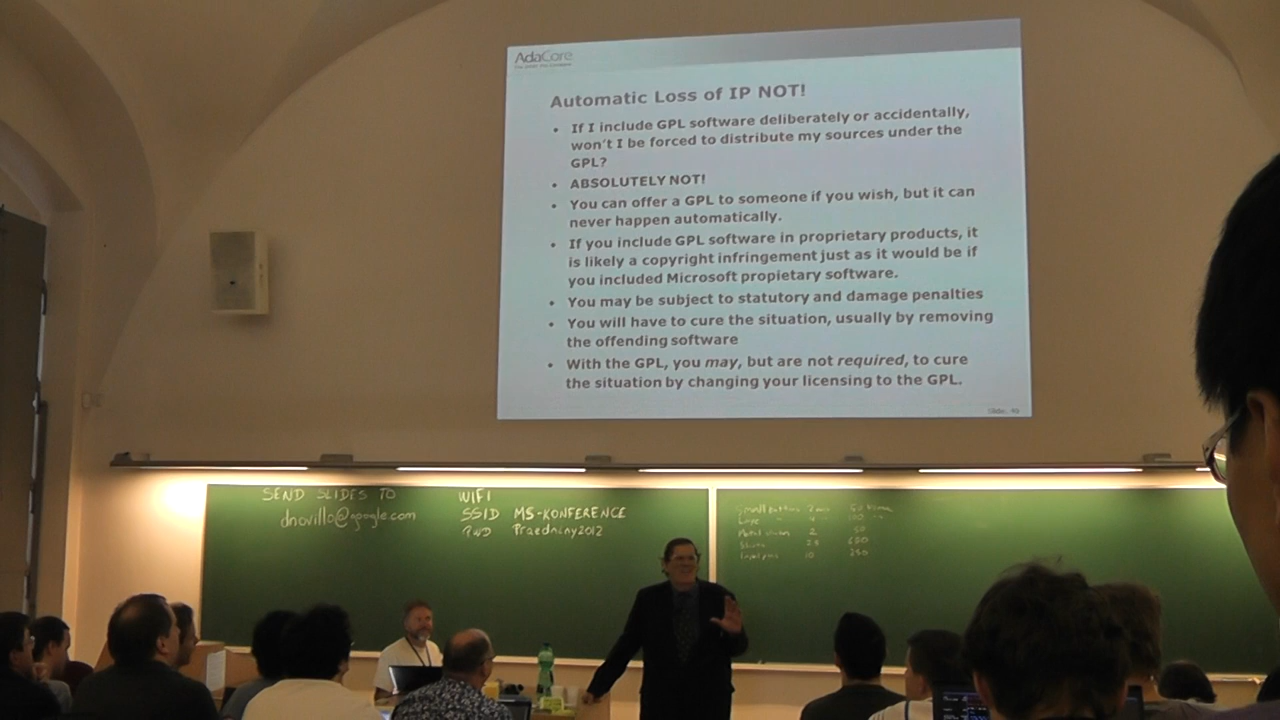 AdaCore
Automatic Loss of IP NOT!
• If I include GPL software deliberately or accidentally,
won't I be forced to distribute my sources under the
GPL?
• ABSOLUTELY NOT!
• You can offer a GPL to someone if you wish, but it can
never happen automatically.
• If you include GPL software in proprietary products, it
is likely a copyright infringement just as it would be if
you included Microsoft propietary software.
• You may be subject to statutory and damage penalties
• You will have to cure the situation, usually by removing
the offending software
• With the GPL, you may, but are not required, to cure
the situation by changing your licensing to the GPL.
SEND SLIDES TO
dnovillo@google.com
WIFI
SSID MS-KONFERENCE
PWD Praedniny2012
Small
Large
2 50
10